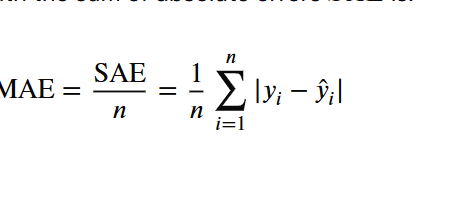 MAE = SAE / n = 1/n ∑_{i=1}^{n} |y_i − ŷ_i|